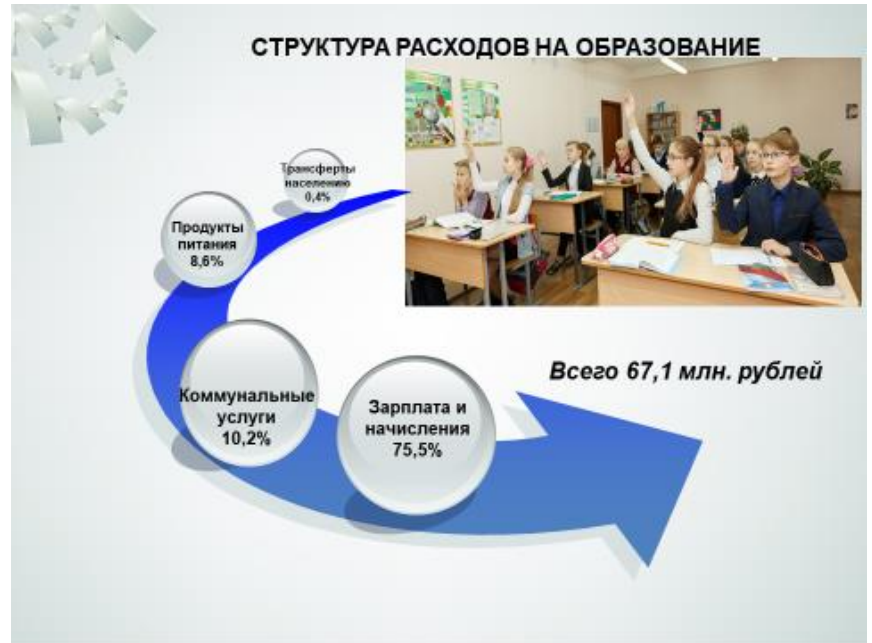 СТРУКТУРА РАСХОДОВ НА ОБРАЗОВАНИЕ
Трансферты
населению
0,4%
Продукты
питания
8,6%
Коммунальные
услуги
10,2%
Зарплата и
начисления
75,5%
Всего 67,1 млн. рублей